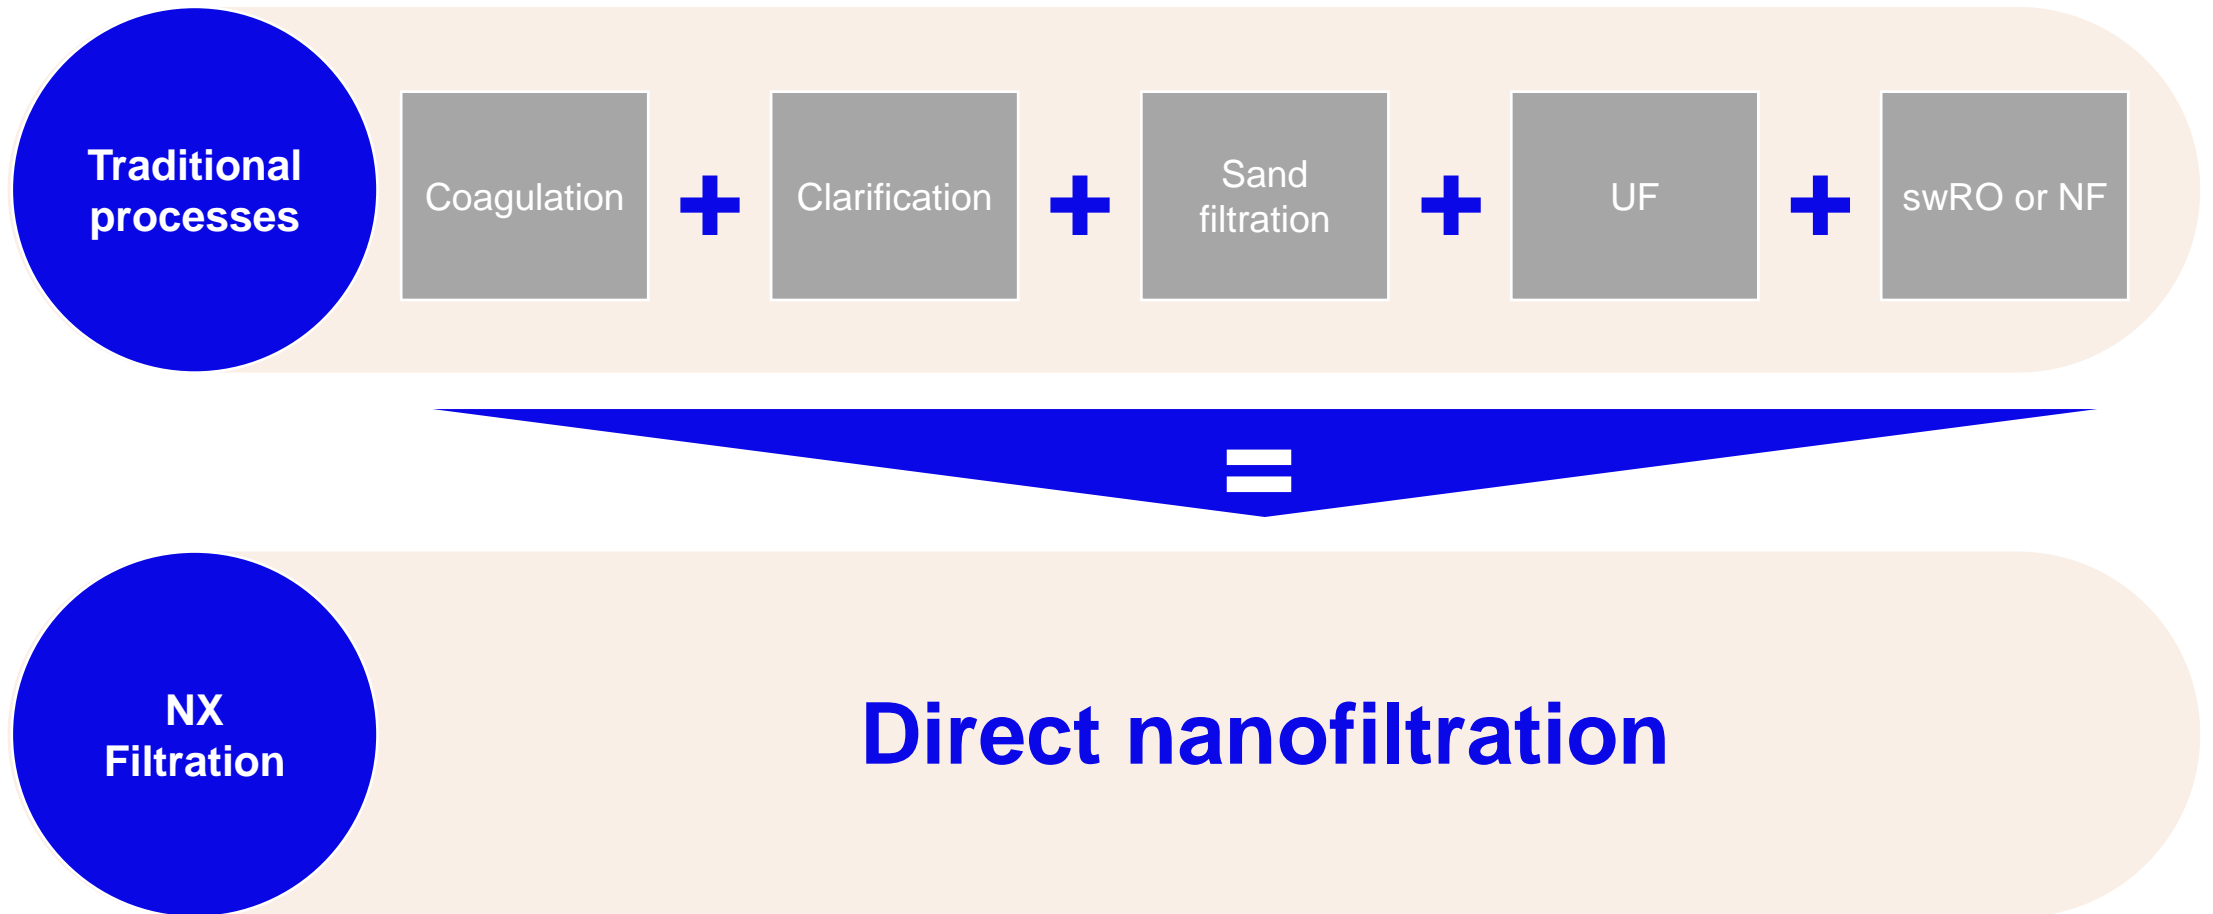 Traditional
processes
Coagulation
+
Clarification
+
Sand
filtration
+
UF
+
swRO or NF
=
NX
Filtration
Direct nanofiltration